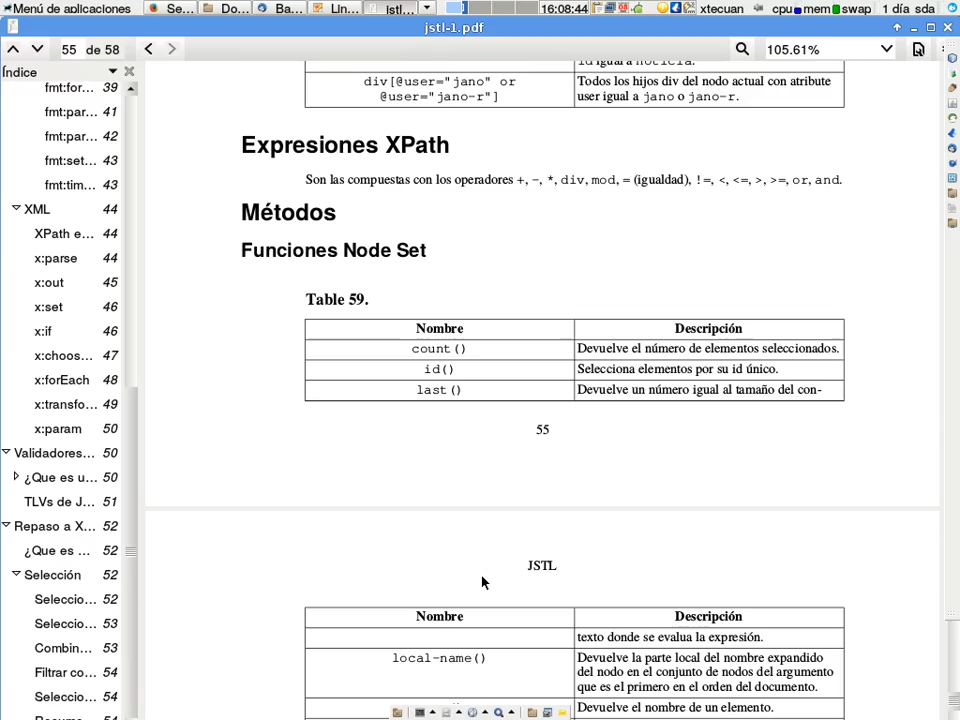 Menú de aplicaciones Se... Do... Ba... Lin... jstl... 16:08:44 xtecuan cpu mem swap 1 día sda
jstl-1.pdf
55 de 58 105.61%
Índice
fmt:for... 39
fmt:par... 41
fmt:par... 42
fmt:set... 43
fmt:tim... 43
XML 44
XPath e... 44
x:parse 44
x:out 45
x:set 46
x:if 46
x:choos... 47
x:forEach 48
x:transfo... 49
x:param 50
Validadores... 50
¿Que es u... 50
TLVs de J... 51
Repaso a X... 52
¿Que es ... 52
Selección 52
Seleccio... 52
Seleccio... 53
Combin... 53
Filtrar co... 54
Seleccio... 54
id igual a noticia.
div[@user="jano" or
@user="jano-r"]
Todos los hijos div del nodo actual con atribute
user igual a jano o jano-r.
Expresiones XPath
Son las compuestas con los operadores +, -, *, div, mod, = (igualdad), !=, <, <=, >, >=, or, and.
Métodos
Funciones Node Set
Table 59.
Nombre Descripción
count() Devuelve el número de elementos seleccionados.
id() Selecciona elementos por su id único.
last() Devuelve un número igual al tamaño del con-
55
JSTL
Nombre Descripción
texto donde se evalua la expresión.
local-name() Devuelve la parte local del nombre expandido
del nodo en el conjunto de nodos del argumento
que es el primero en el orden del documento.
Devuelve el nombre de un elemento.